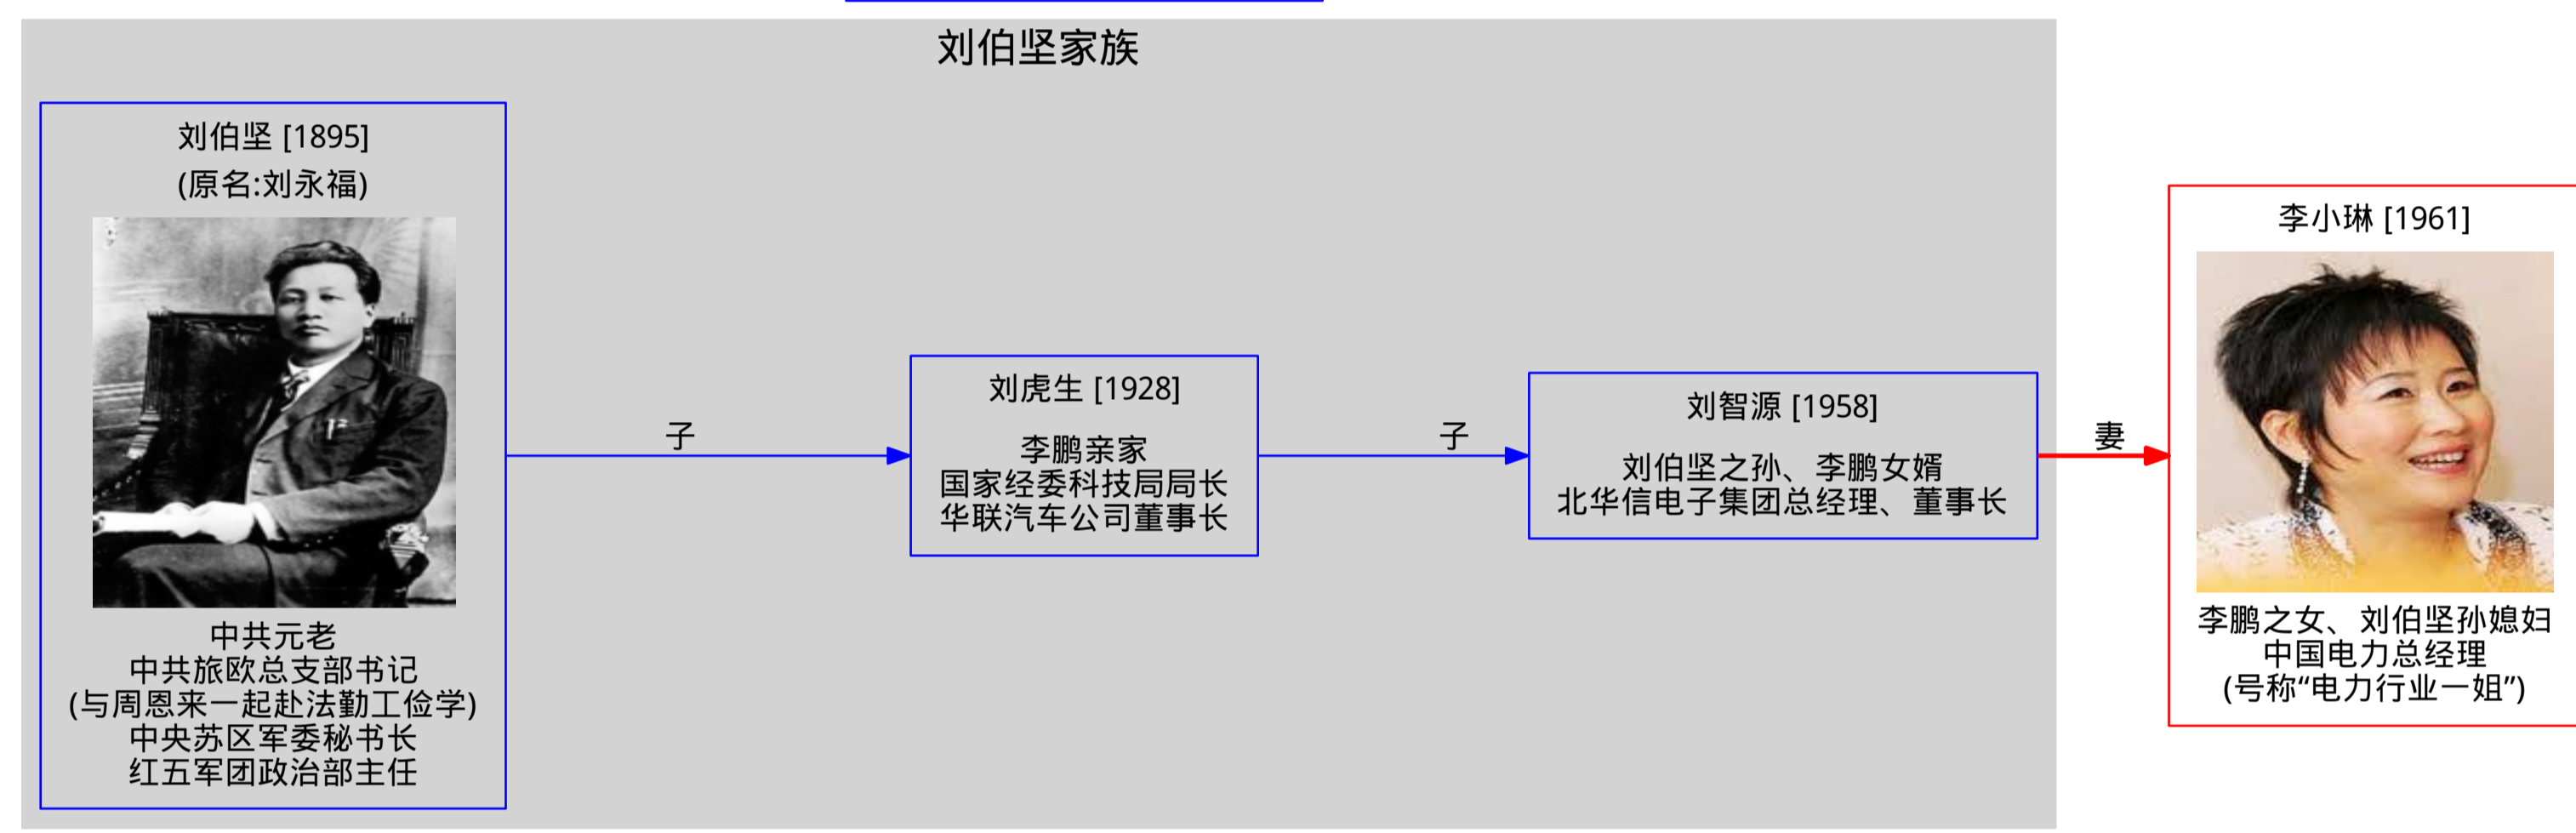 刘伯坚家族
刘伯坚 [1895]
(原名:刘永福)
中共元老
中共旅欧总支部书记
(与周恩来一起赴法勤工俭学)
中央苏区军委秘书长
红五军团政治部主任
子
刘虎生 [1928]
李鹏亲家
国家经委科技局局长
华联汽车公司董事长
子
刘智源 [1958]
刘伯坚之孙、李鹏女婿
北华信电子集团总经理、董事长
妻
李小琳 [1961]
李鹏之女、刘伯坚孙媳妇
中国电力总经理
(号称“电力行业一姐”)